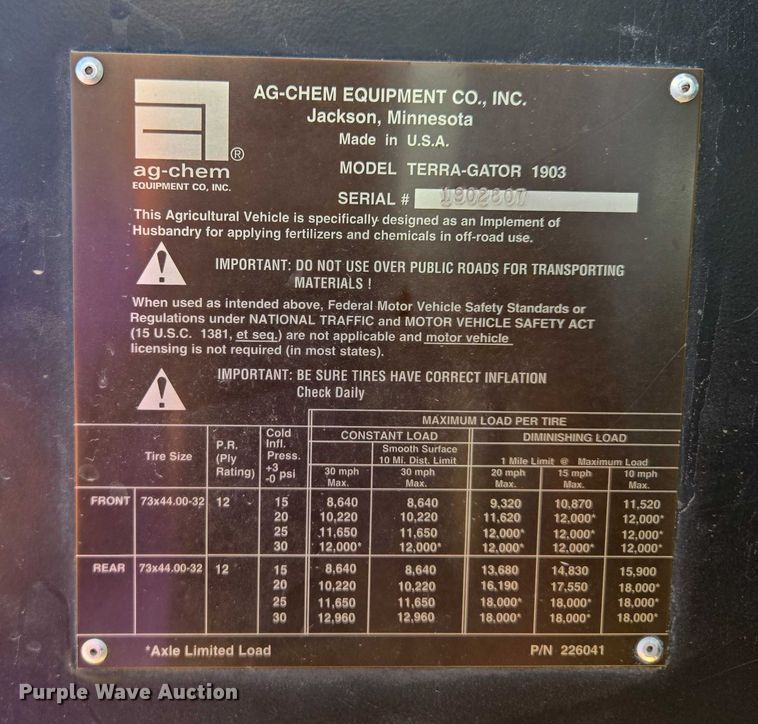 AG-CHEM EQUIPMENT CO., INC.
Jackson, Minnesota
Made in U.S.A.
ag-chem®
EQUIPMENT CO, INC.
MODEL TERRA-GATOR 1903
SERIAL # 1902807
This Agricultural Vehicle is specifically designed as an Implement of
Husbandry for applying fertilizers and chemicals in off-road use.
IMPORTANT: DO NOT USE OVER PUBLIC ROADS FOR TRANSPORTING
MATERIALS !
When used as intended above, Federal Motor Vehicle Safety Standards or
Regulations under NATIONAL TRAFFIC and MOTOR VEHICLE SAFETY ACT
(15 U.S.C. 1381, et seq.) are not applicable and motor vehicle
licensing is not required (in most states).
IMPORTANT: BE SURE TIRES HAVE CORRECT INFLATION
Check Daily
MAXIMUM LOAD PER TIRE
CONSTANT LOAD DIMINISHING LOAD
Tire Size P.R. (Ply Rating) Cold Infl. Press. +3 -0 psi
Smooth Surface
10 Mi. Dist. Limit 1 Mile Limit @ Maximum Load
30 mph Max. 30 mph Max. 20 mph Max. 15 mph Max. 10 mph Max.
FRONT 73x44.00-32 12 15 8,640 8,640 9,320 10,870 11,520
20 10,220 10,220 11,620 12,000* 12,000*
25 11,650 11,650 12,000* 12,000* 12,000*
30 12,000* 12,000* 12,000* 12,000* 12,000*
REAR 73x44.00-32 12 15 8,640 8,640 13,680 14,830 15,900
20 10,220 10,220 16,190 17,550 18,000*
25 11,650 11,650 18,000* 18,000* 18,000*
30 12,960 12,960 18,000* 18,000* 18,000*
*Axle Limited Load P/N 226041
Purple Wave Auction